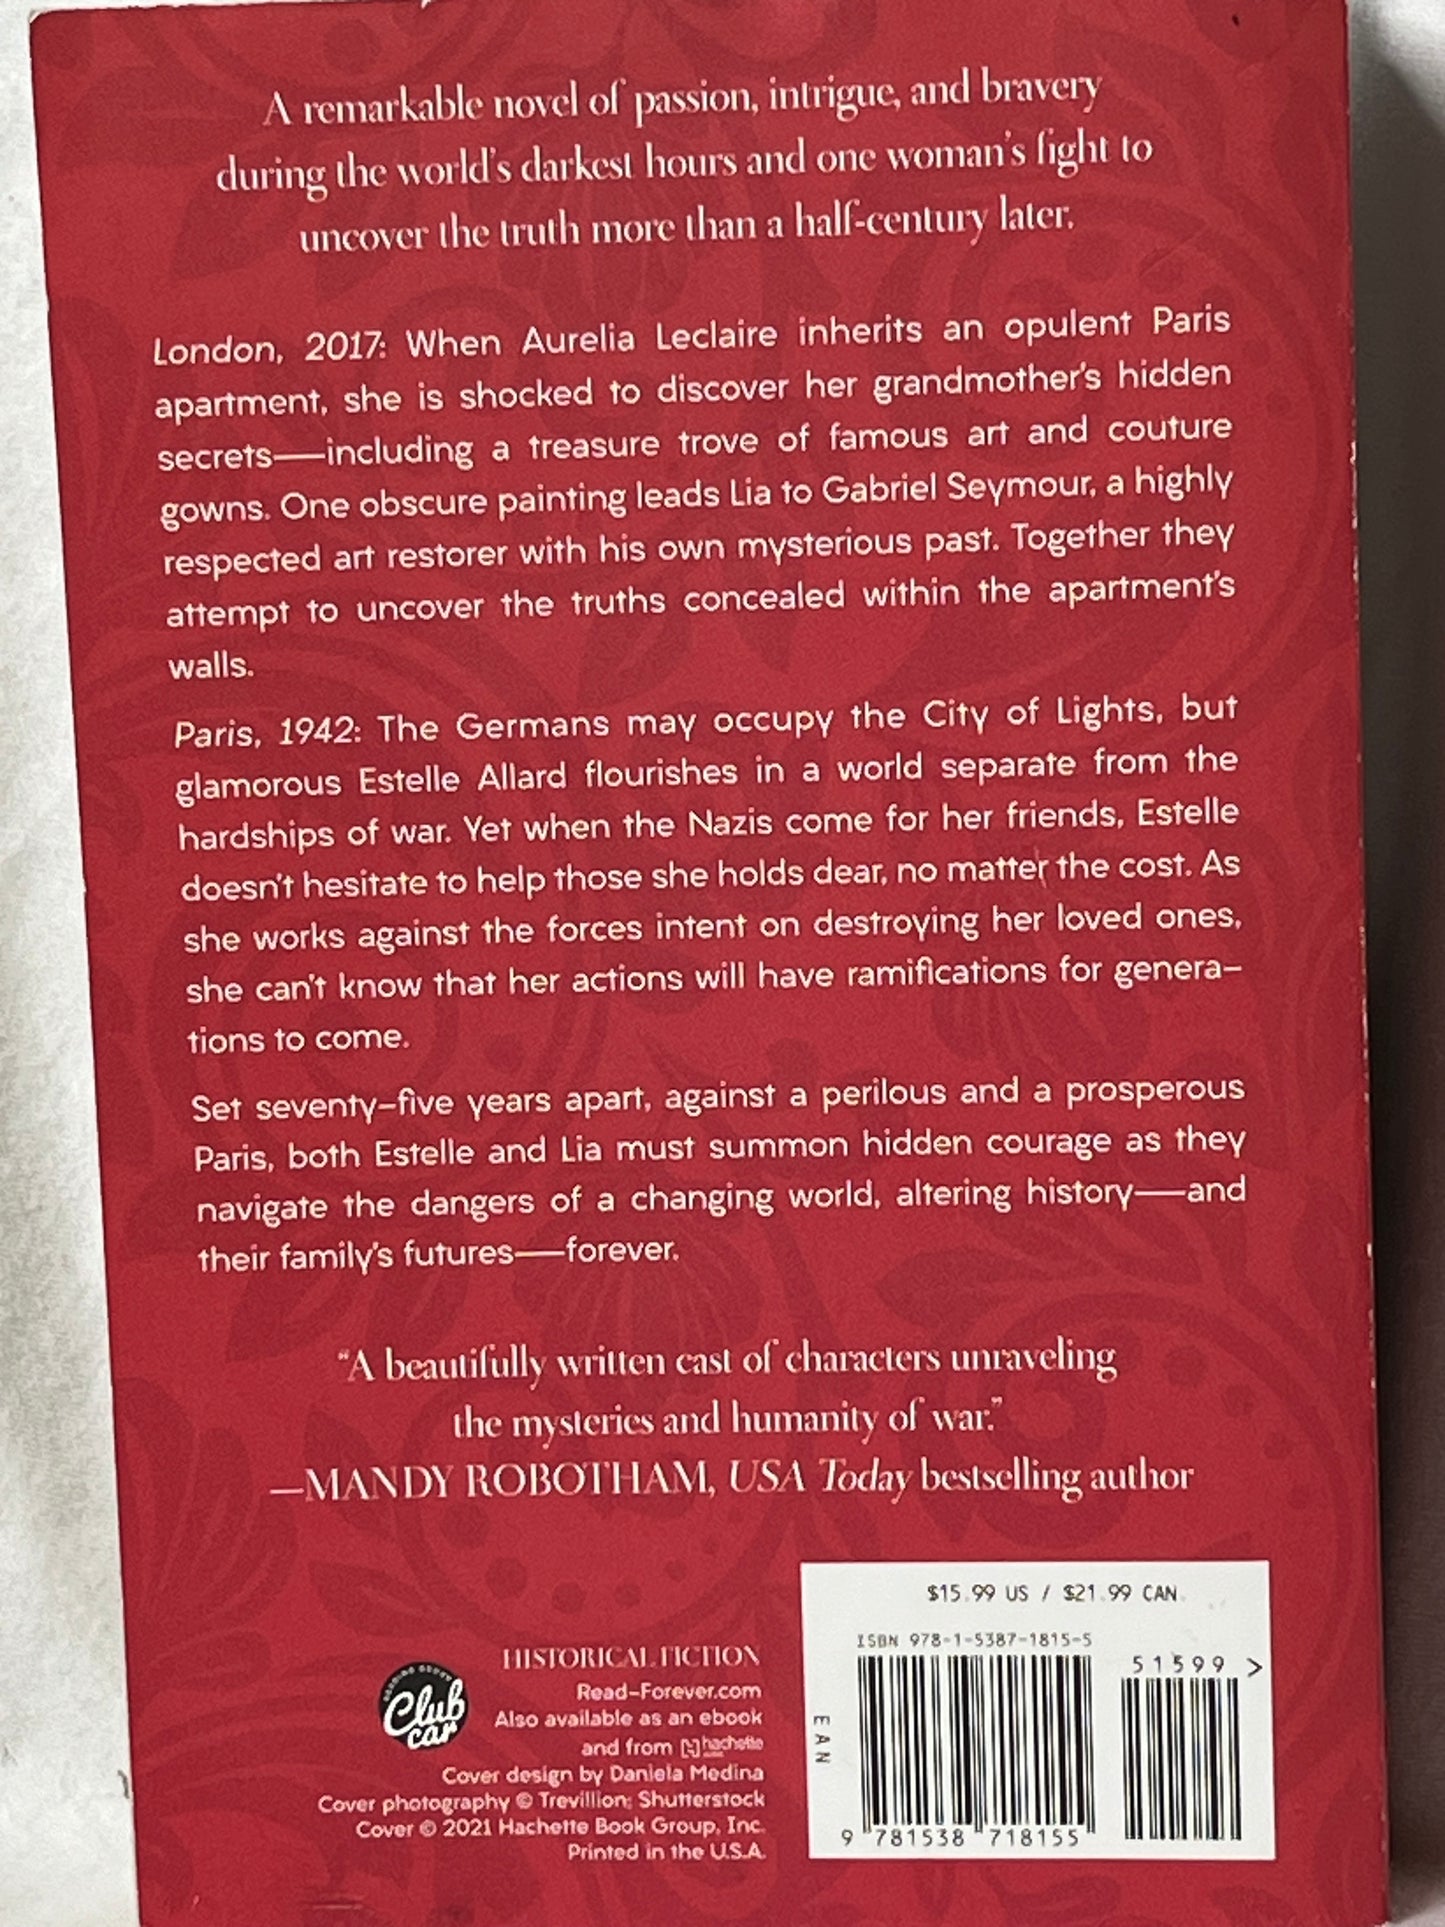 A remarkable novel of passion, intrigue, and bravery
during the world's darkest hours and one woman's fight to
uncover the truth more than a half-century later.
London, 2017: When Aurelia Leclaire inherits an opulent Paris
apartment, she is shocked to discover her grandmother's hidden
secrets—including a treasure trove of famous art and couture
gowns. One obscure painting leads Lia to Gabriel Seymour, a highly
respected art restorer with his own mysterious past. Together they
attempt to uncover the truths concealed within the apartment's
walls.
Paris, 1942: The Germans may occupy the City of Lights, but
glamorous Estelle Allard flourishes in a world separate from the
hardships of war. Yet when the Nazis come for her friends, Estelle
doesn't hesitate to help those she holds dear, no matter the cost. As
she works against the forces intent on destroying her loved ones,
she can't know that her actions will have ramifications for genera-
tions to come.
Set seventy-five years apart, against a perilous and a prosperous
Paris, both Estelle and Lia must summon hidden courage as they
navigate the dangers of a changing world, altering history—and
their family's futures—forever.
"A beautifully written cast of characters unraveling
the mysteries and humanity of war."
—MANDY ROBOTHAM, USA Today bestselling author
HISTORICAL FICTION
Read-Forever.com
Also available as an ebook
and from hachette
Cover design by Daniela Medina
Cover photography © Trevillion; Shutterstock
Cover © 2021 Hachette Book Group, Inc.
Printed in the U.S.A.
READING GROUP
Club
car
$15.99 US / $21.99 CAN
ISBN 978-1-5387-1815-5
51599 >
EAN
9 781538 718155